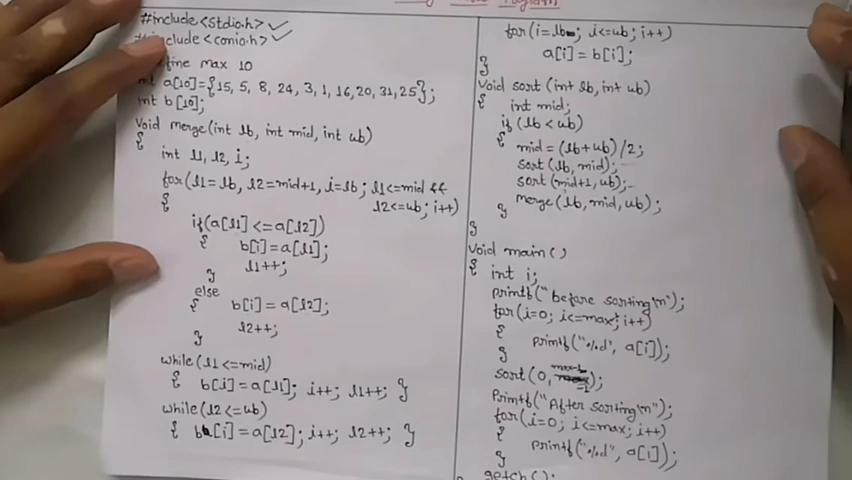 #include<stdio.h>
#include<conio.h>
fine max 10
int a[10]={15, 5, 8, 24, 3, 1, 16, 20, 31, 25};
int b[10];
void merge(int lb, int mid, int ub)
{
int l1, l2, i;
for(l1=lb, l2=mid+1, i=lb; l1<=mid &&
l2<=ub; i++)
{
if(a[l1]<=a[l2])
{
b[i]=a[l1];
l1++;
}
else
{ b[i]=a[l2];
l2++;
}
while(l1<=mid)
{ b[i]=a[l1]; i++; l1++; }
while(l2<=ub)
{ b[i]=a[l2]; i++; l2++; }
for(i=lb; i<=ub; i++)
a[i]=b[i];
}
void sort(int lb, int ub)
{ int mid;
if(lb<ub)
{ mid=(lb+ub)/2;
sort(lb, mid);
sort(mid+1, ub);
merge(lb, mid, ub);
}
}
void main()
{ int i;
printf("before sorting\n");
for(i=0; i<=max; i++)
{
printf("%d", a[i]);
}
sort(0, max-1);
printf("After sorting\n");
for(i=0; i<=max; i++)
{
printf("%d", a[i]);
}
getch();